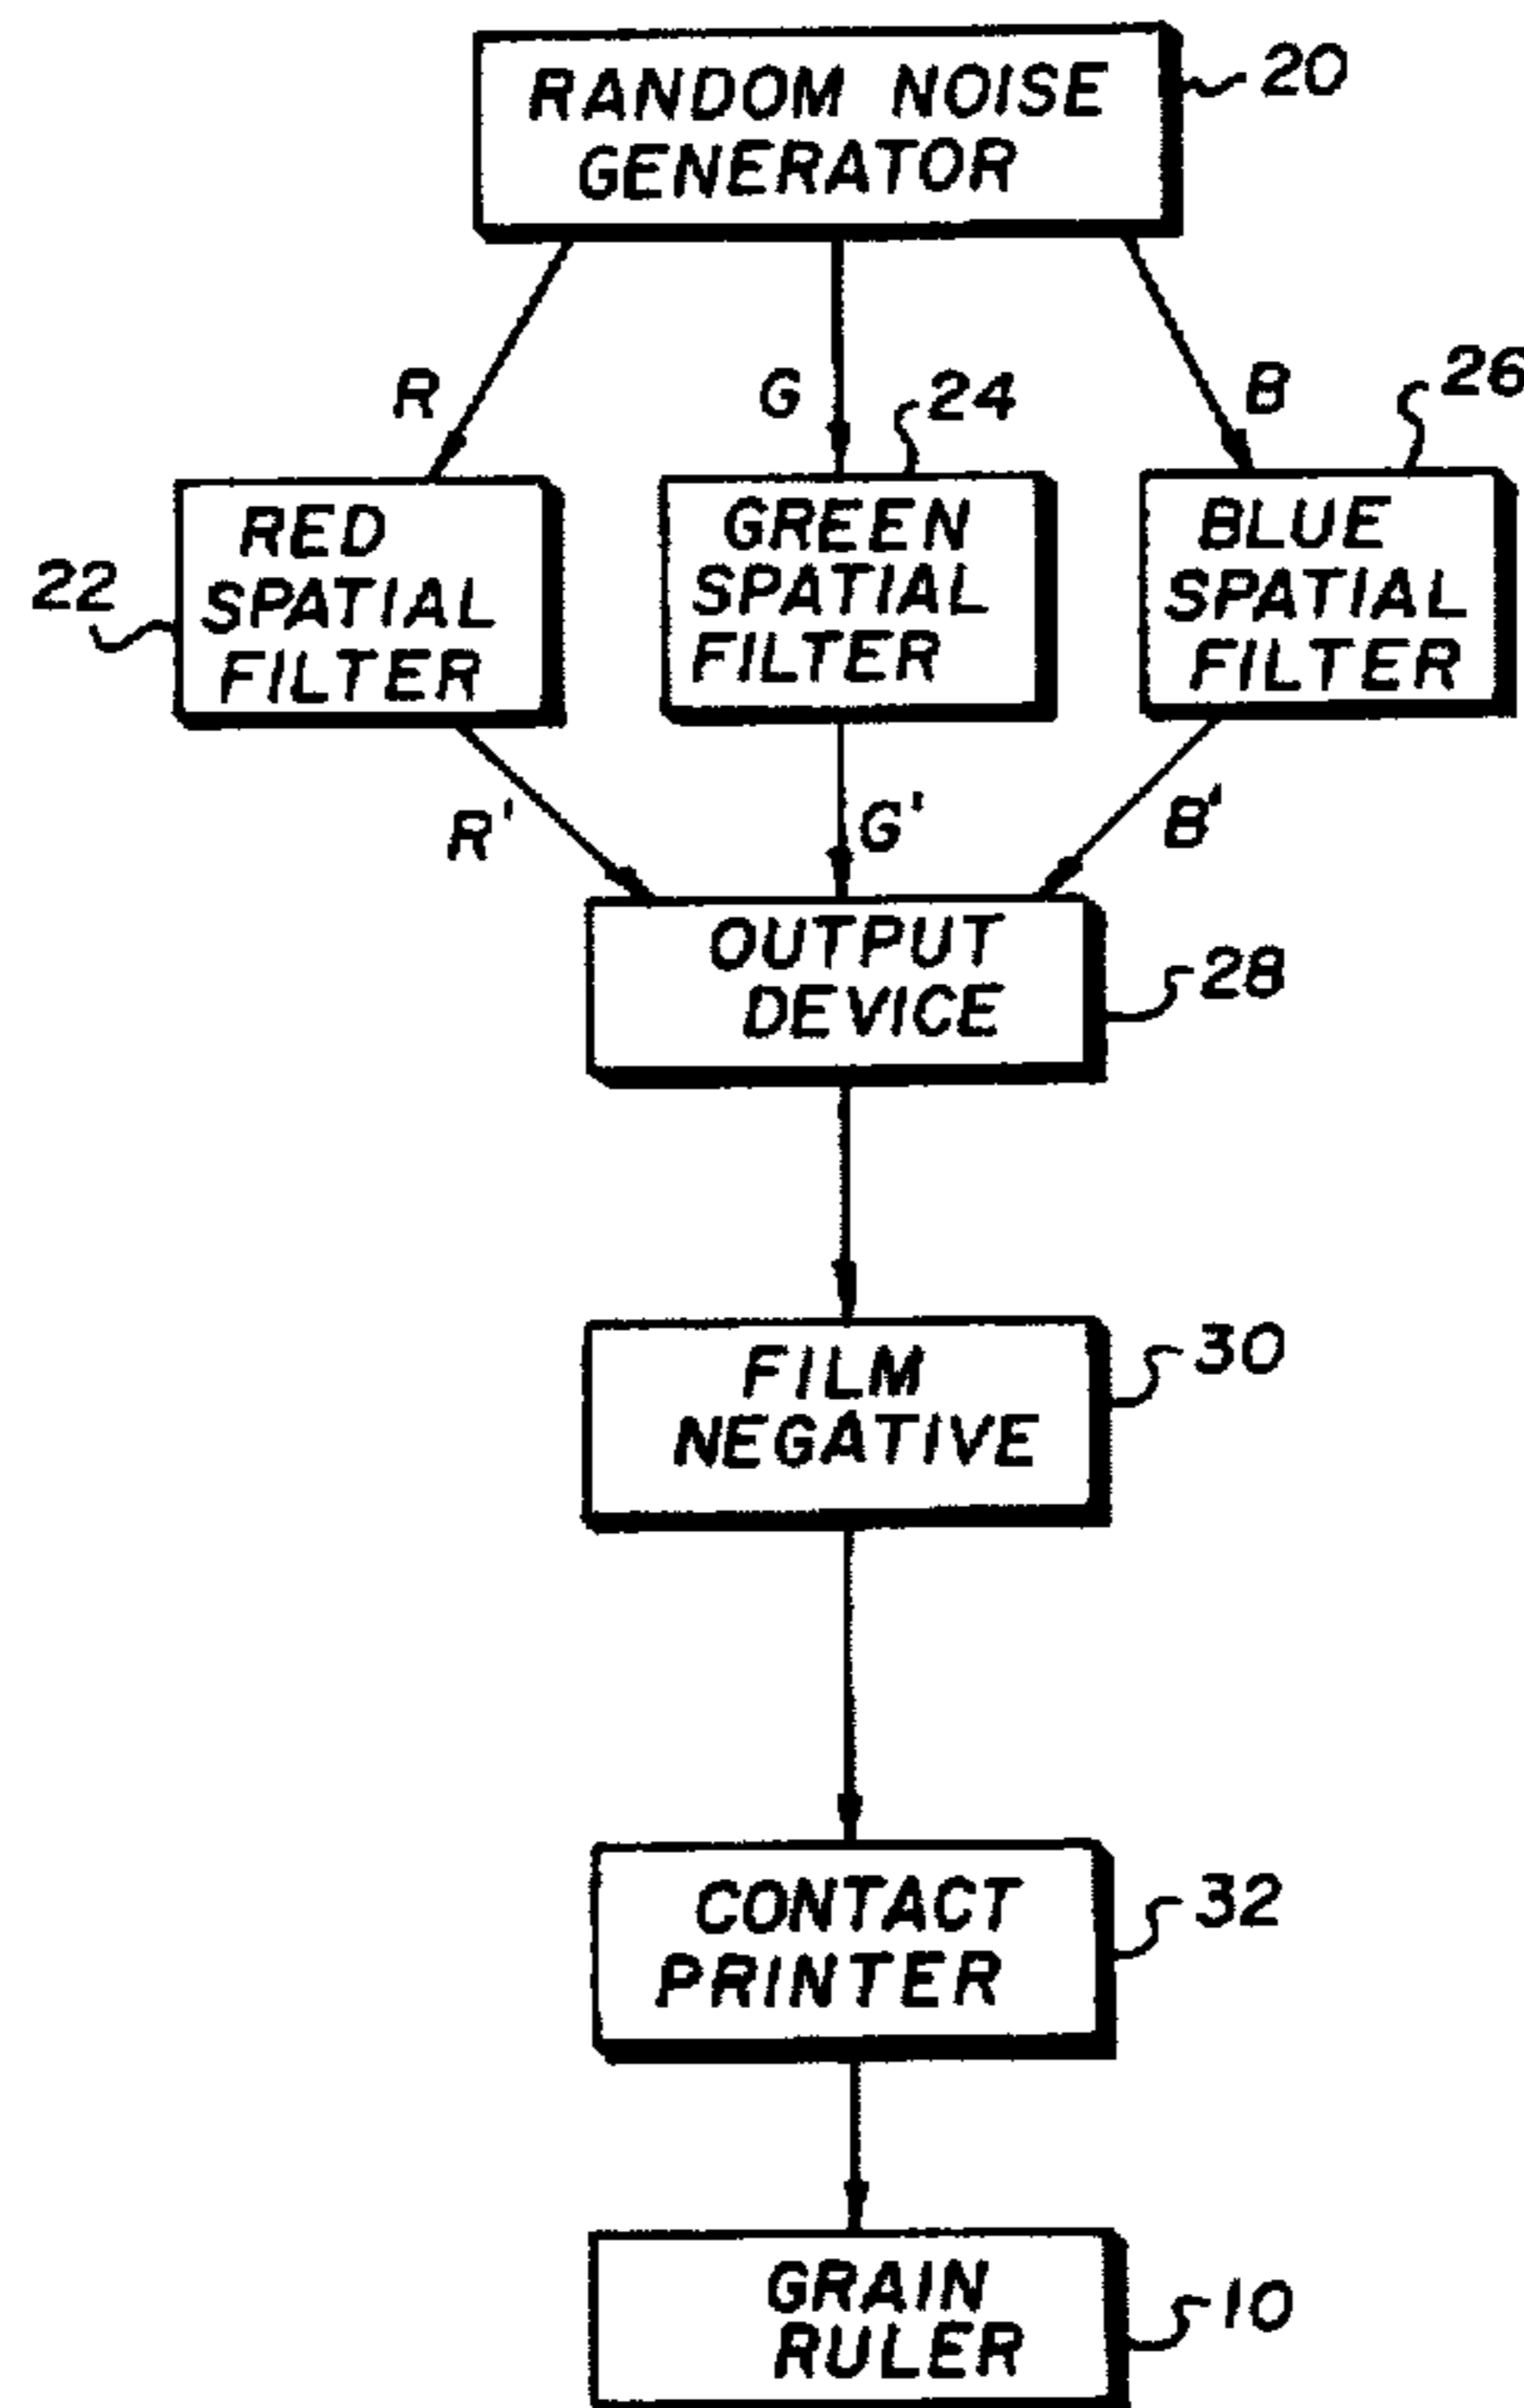 RANDOM NOISE
GENERATOR
20
R
G
24
B
26
RED
SPATIAL
FILTER
22
GREEN
SPATIAL
FILTER
BLUE
SPATIAL
FILTER
R'
G'
B'
OUTPUT
DEVICE
28
FILM
NEGATIVE
30
CONTACT
PRINTER
32
GRAIN
RULER
10